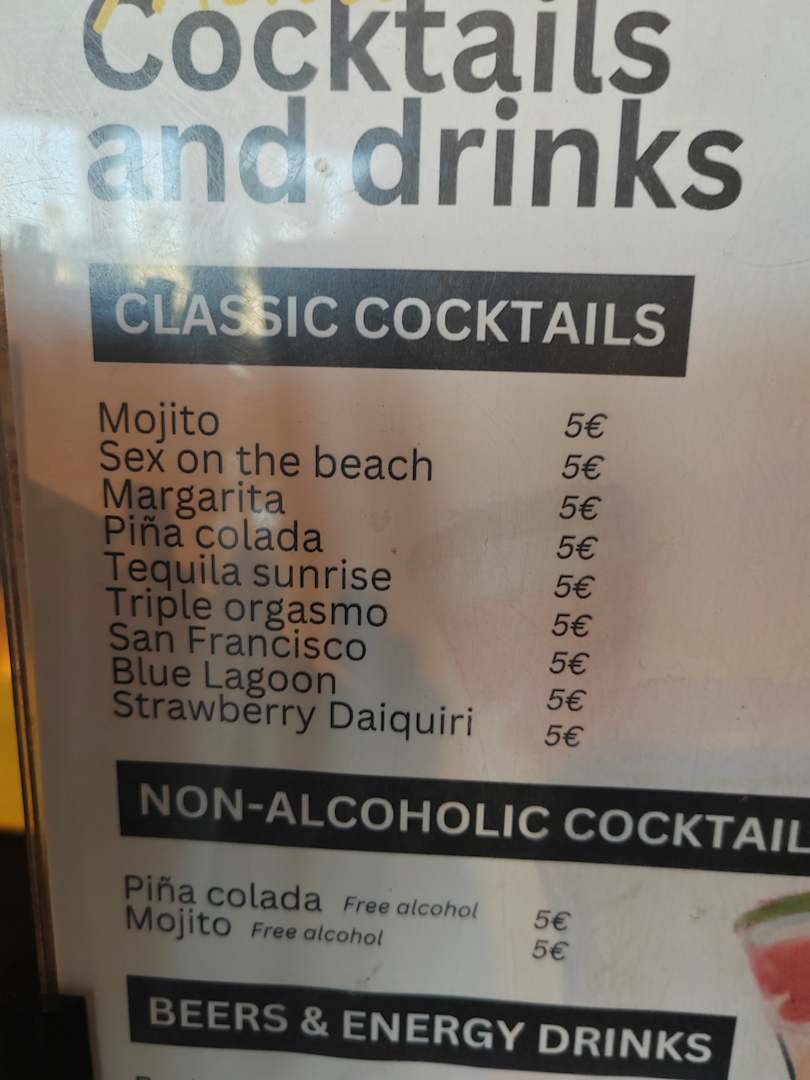 Cocktails
and drinks
CLASSIC COCKTAILS
Mojito 5€
Sex on the beach 5€
Margarita 5€
Piña colada 5€
Tequila sunrise 5€
Triple orgasmo 5€
San Francisco 5€
Blue Lagoon 5€
Strawberry Daiquiri 5€
NON-ALCOHOLIC COCKTAIL
Piña colada Free alcohol 5€
Mojito Free alcohol 5€
BEERS & ENERGY DRINKS